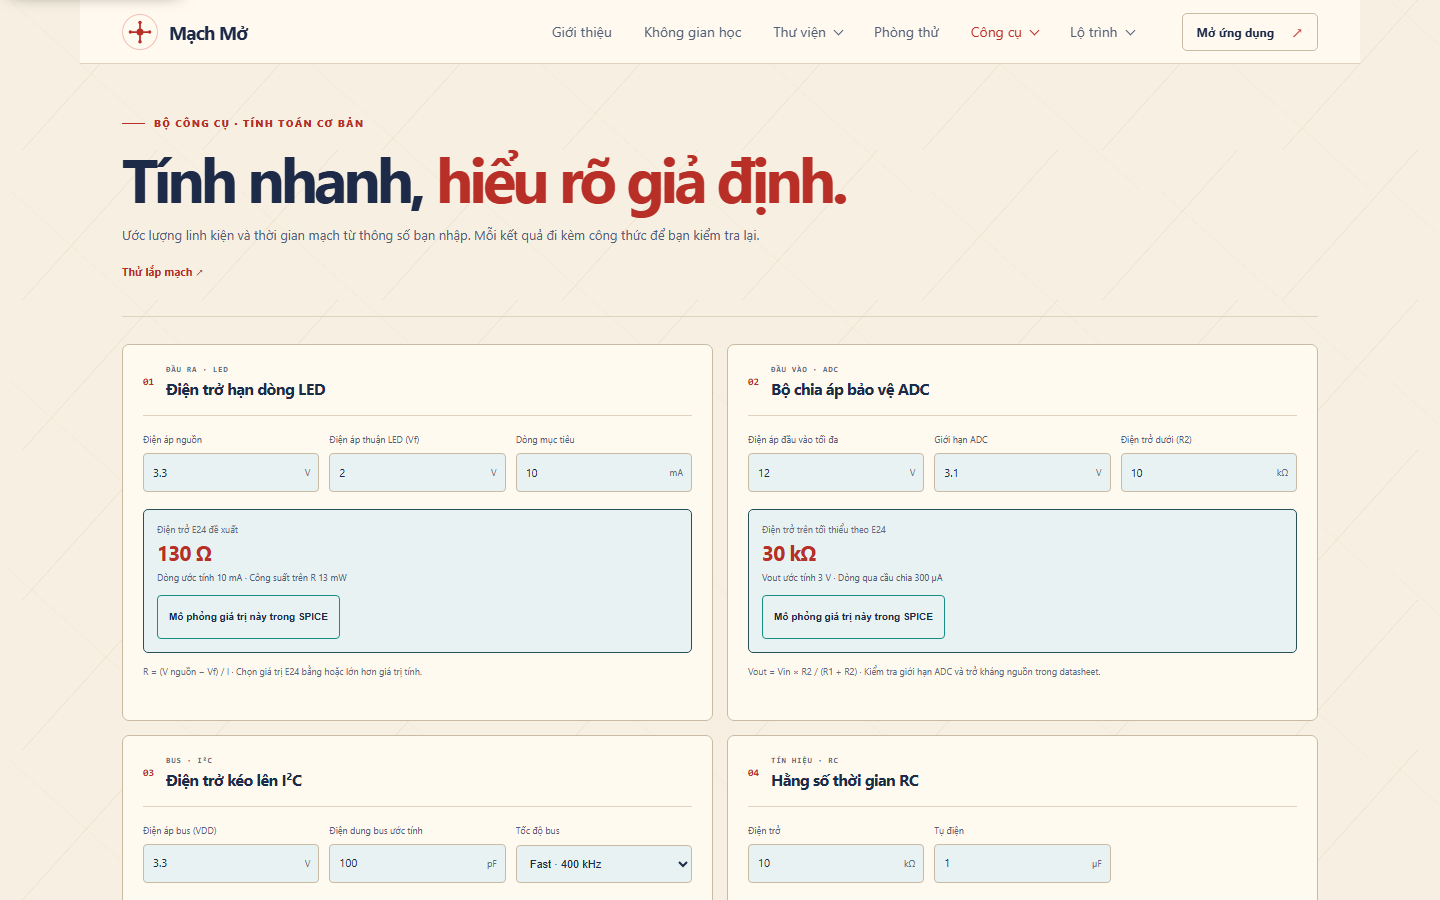 Mạch Mở
Giới thiệu
Không gian học
Thư viện
Phòng thử
Công cụ
Lộ trình
Mở ứng dụng ↗
BỘ CÔNG CỤ · TÍNH TOÁN CƠ BẢN
Tính nhanh, hiểu rõ giả định.
Ước lượng linh kiện và thời gian mạch từ thông số bạn nhập. Mỗi kết quả đi kèm công thức để bạn kiểm tra lại.
Thử lắp mạch ↗
01
ĐẦU RA · LED
Điện trở hạn dòng LED
Điện áp nguồn
Điện áp thuận LED (Vf)
Dòng mục tiêu
3.3 V
2 V
10 mA
Điện trở E24 đề xuất
130 Ω
Dòng ước tính 10 mA · Công suất trên R 13 mW
Mô phỏng giá trị này trong SPICE
R = (V nguồn − Vf) / I · Chọn giá trị E24 bằng hoặc lớn hơn giá trị tính.
02
ĐẦU VÀO · ADC
Bộ chia áp bảo vệ ADC
Điện áp đầu vào tối đa
Giới hạn ADC
Điện trở dưới (R2)
12 V
3.1 V
10 kΩ
Điện trở trên tối thiểu theo E24
30 kΩ
Vout ước tính 3 V · Dòng qua cầu chia 300 µA
Mô phỏng giá trị này trong SPICE
Vout = Vin × R2 / (R1 + R2) · Kiểm tra giới hạn ADC và trở kháng nguồn trong datasheet.
03
BUS · I²C
Điện trở kéo lên I²C
Điện áp bus (VDD)
Điện dung bus ước tính
Tốc độ bus
3.3 V
100 pF
Fast · 400 kHz
04
TÍN HIỆU · RC
Hằng số thời gian RC
Điện trở
Tụ điện
10 kΩ
1 µF